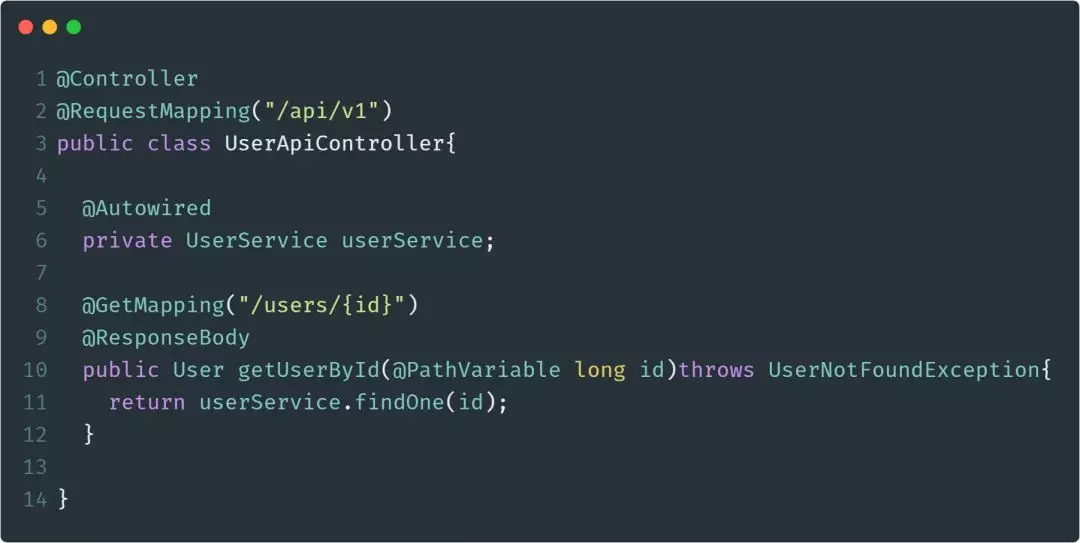 1 @Controller
2 @RequestMapping("/api/v1")
3 public class UserApiController{
4
5   @Autowired
6   private UserService userService;
7
8   @GetMapping("/users/{id}")
9   @ResponseBody
10   public User getUserById(@PathVariable long id)throws UserNotFoundException{
11     return userService.findOne(id);
12   }
13
14 }